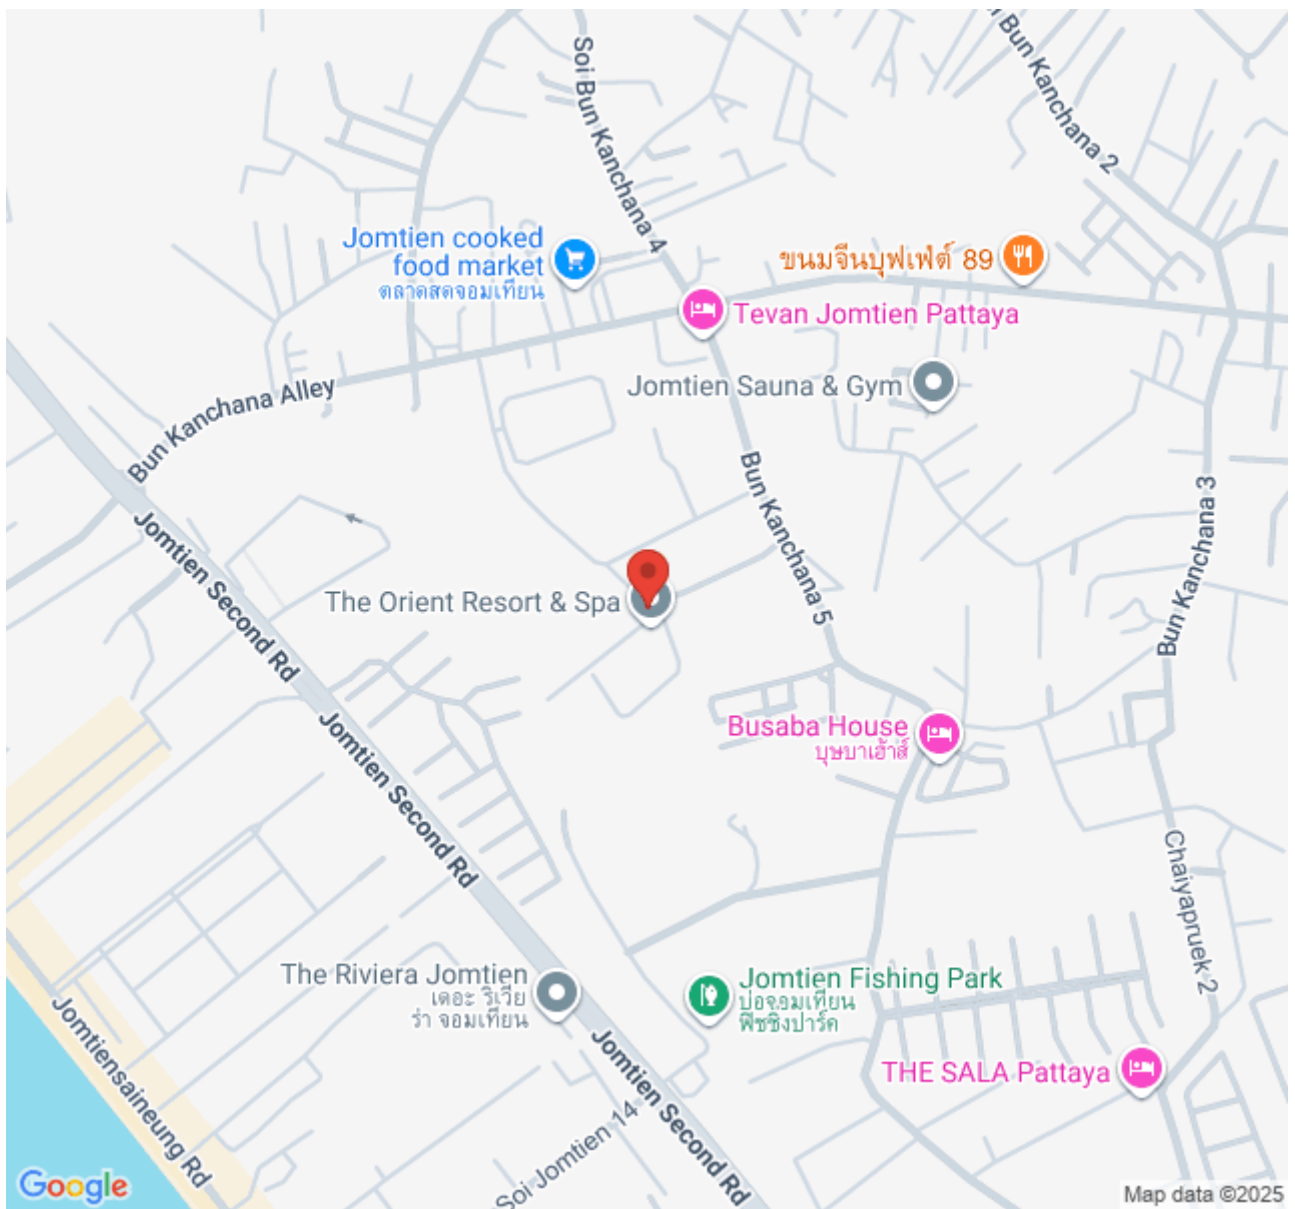 Soi Bun Kanchana 4
Bun Kanchana 2
Jomtien cooked
food market
ตลาดสดจอมเทียน
ขนมจีนบุฟเฟ่ต์ 89
Tevan Jomtien Pattaya
Jomtien Sauna & Gym
Bun Kanchana Alley
Bun Kanchana 5
Bun Kanchana 3
Jomtien Second Rd
The Orient Resort & Spa
Jomtien Second Rd
Busaba House
บุษบาเฮ้าส์
Chaiyapruek 2
The Riviera Jomtien
เดอะ ริเวีย
ร่า จอมเทียน
Jomtien Fishing Park
บ่อจอมเทียน
ฟิชชิ่งปาร์ค
Jomtiensaineung Rd
Jomtien Second Rd
THE SALA Pattaya
Soi Jomtien 14
Google
Map data ©2025